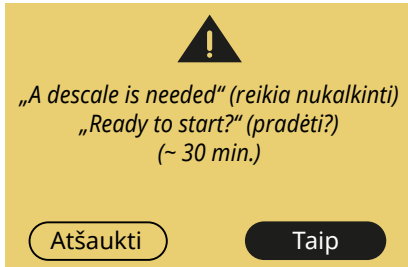 „A descale is needed“ (reikia nukalkinti)
„Ready to start?“ (pradėti?)
(~ 30 min.)
Atšaukti
Taip